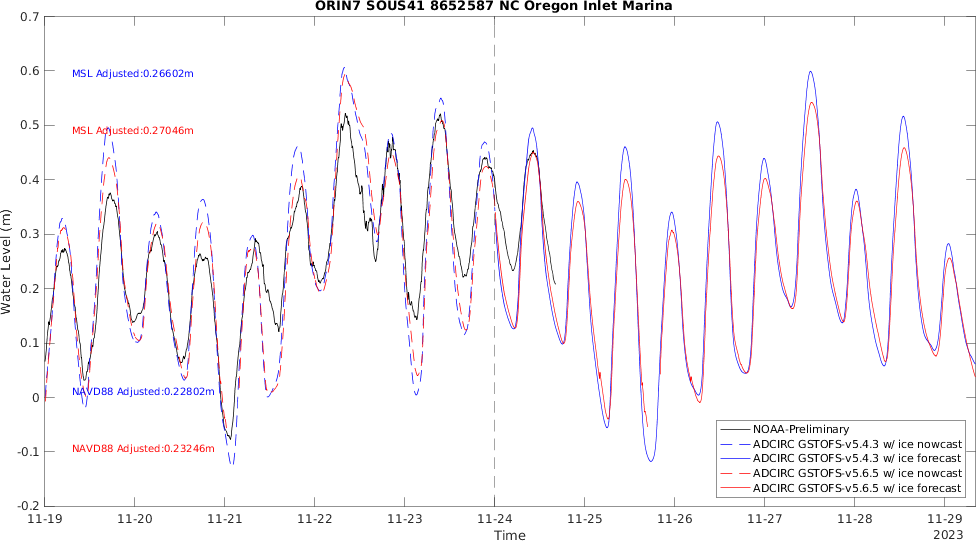 ORIN7 SOUS41 8652587 NC Oregon Inlet Marina
0.7
0.6
0.5
0.4
0.3
0.2
0.1
0
-0.1
-0.2
Water Level (m)
MSL Adjusted:0.26602m
MSL Adjusted:0.27046m
NAVD88 Adjusted:0.22802m
NAVD88 Adjusted:0.23246m
NOAA-Preliminary
ADCIRC GSTOFS-v5.4.3 w/ ice nowcast
ADCIRC GSTOFS-v5.4.3 w/ ice forecast
ADCIRC GSTOFS-v5.6.5 w/ ice nowcast
ADCIRC GSTOFS-v5.6.5 w/ ice forecast
11-19 11-20 11-21 11-22 11-23 11-24 11-25 11-26 11-27 11-28 11-29
Time
2023